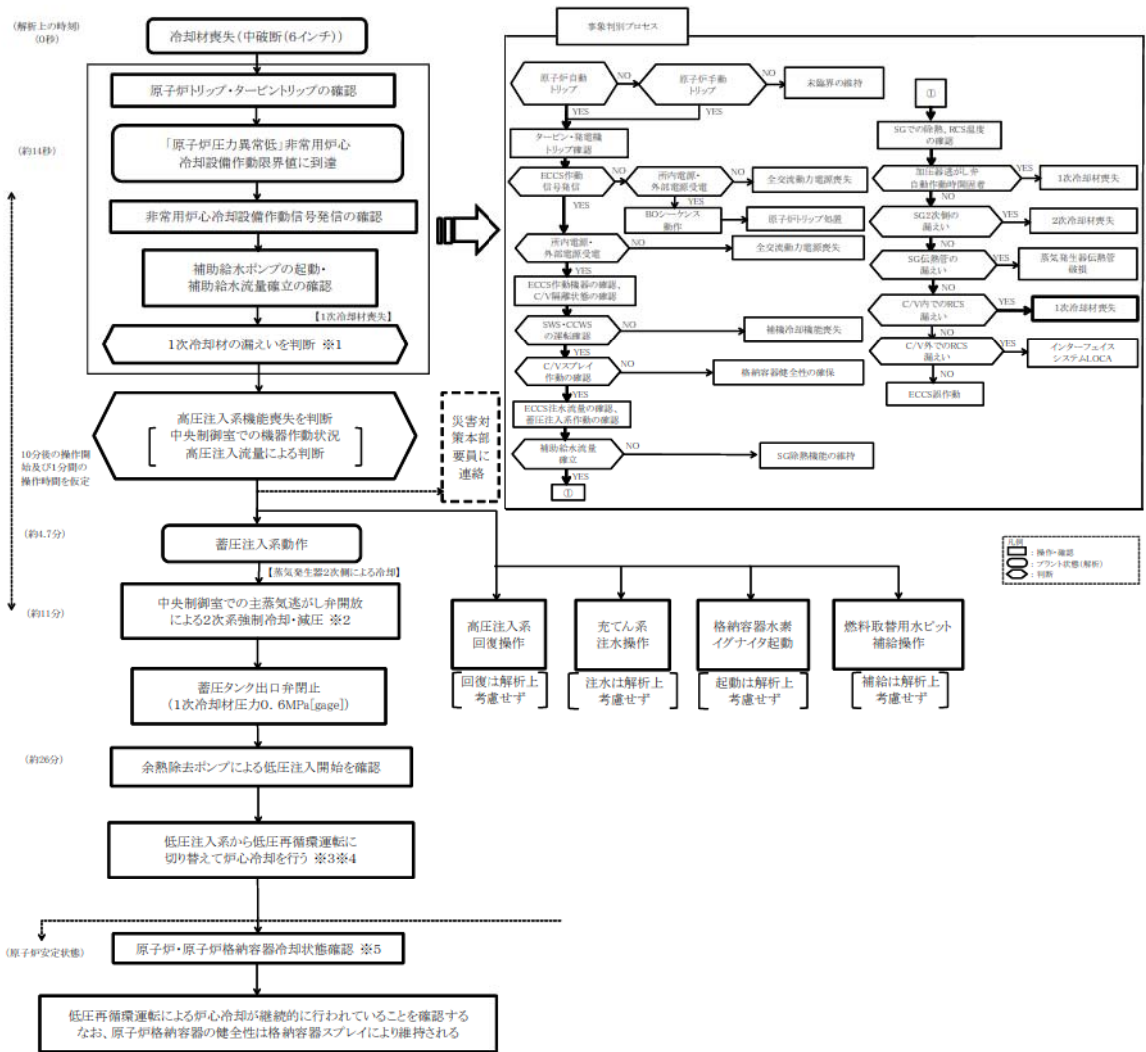 (解析上の時刻)
(0秒)
冷却材喪失(中破断(6インチ))
原子炉トリップ・タービントリップの確認
(約14秒)
「原子炉圧力異常低」非常用炉心
冷却設備作動限界値に到達
非常用炉心冷却設備作動信号発信の確認
補助給水ポンプの起動・
補助給水流量確立の確認
【1次冷却材喪失】
1次冷却材の漏えいを判断 ※1
高圧注入系機能喪失を判断
中央制御室での機器作動状況
高圧注入流量による判断
10分後の操作開
始及び1分間の
操作時間を仮定
災害対
策本部
要員に
連絡
(約4.7分)
蓄圧注入系動作
【蒸気発生器2次側による冷却】
(約11分)
中央制御室での主蒸気逃がし弁開放
による2次系強制冷却・減圧 ※2
蓄圧タンク出口弁閉止
(1次冷却材圧力0.6MPa[gage])
(約26分)
余熱除去ポンプによる低圧注入開始を確認
低圧注入系から低圧再循環運転に
切り替えて炉心冷却を行う ※3※4
(原子炉安定状態)
原子炉・原子炉格納容器冷却状態確認 ※5
低圧再循環運転による炉心冷却が継続的に行われていることを確認する
なお、原子炉格納容器の健全性は格納容器スプレイにより維持される
高圧注入系
回復操作
回復は解析上
考慮せず
充てん系
注水操作
注水は解析上
考慮せず
格納容器水素
イグナイタ起動
起動は解析上
考慮せず
燃料取替用水ピット
補給操作
補給は解析上
考慮せず
事象判別プロセス
原子炉自動
トリップ
NO
原子炉手動
トリップ
NO
未臨界の維持
YES
YES
タービン・発電機
トリップ確認
ECCS作動
信号発信
NO
所内電源・
外部電源受電
NO
全交流動力電源喪失
YES
YES
BOシーケンス
動作
原子炉トリップ処置
所内電源・
外部電源受電
NO
全交流動力電源喪失
YES
ECCS作動機器の確認、
C/V隔離状態の確認
SWS・CCWS
の運転確認
NO
補機冷却機能喪失
YES
C/Vスプレイ
作動の確認
NO
格納容器健全性の確保
YES
ECCS注水流量の確認、
蓄圧注入系作動の確認
補助給水流量
確立
NO
SG除熱機能の維持
YES
①
①
SGでの除熱、RCS温度
の確認
加圧器逃がし弁
自動作動時開固着
YES
1次冷却材喪失
NO
SG2次側の
漏えい
YES
2次冷却材喪失
NO
SG伝熱管の
漏えい
YES
蒸気発生器伝熱管
破損
NO
C/V内でのRCS
漏えい
YES
1次冷却材喪失
NO
C/V外でのRCS
漏えい
YES
インターフェイス
システムLOCA
NO
ECCS誤作動
凡例
: 操作・確認
: プラント状態(解析)
: 判断